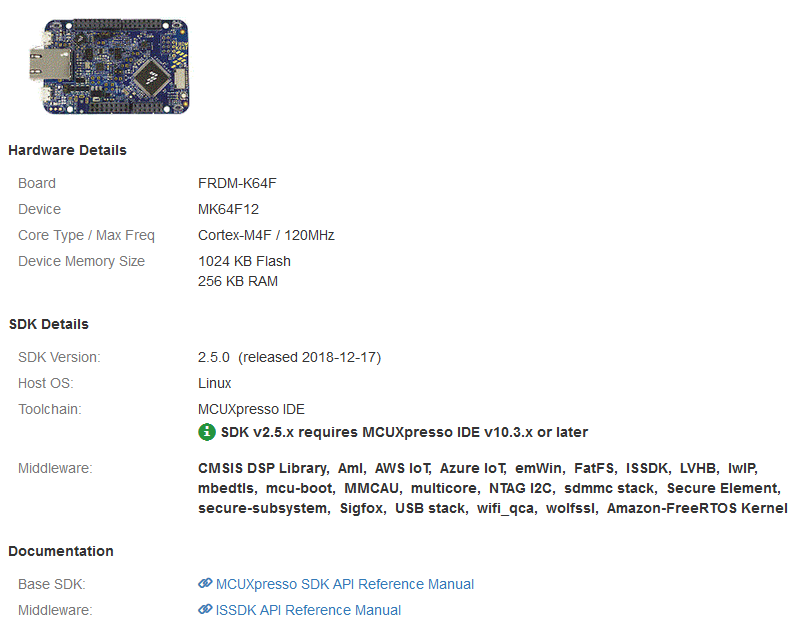 Hardware Details
Board FRDM-K64F
Device MK64F12
Core Type / Max Freq Cortex-M4F / 120MHz
Device Memory Size 1024 KB Flash
256 KB RAM
SDK Details
SDK Version: 2.5.0 (released 2018-12-17)
Host OS: Linux
Toolchain: MCUXpresso IDE
SDK v2.5.x requires MCUXpresso IDE v10.3.x or later
Middleware: CMSIS DSP Library, AmI, AWS IoT, Azure IoT, emWin, FatFS, ISSDK, LVHB, lwIP,
mbedtls, mcu-boot, MMCAU, multicore, NTAG I2C, sdmmc stack, Secure Element,
secure-subsystem, Sigfox, USB stack, wifi_qca, wolfssl, Amazon-FreeRTOS Kernel
Documentation
Base SDK: MCUXpresso SDK API Reference Manual
Middleware: ISSDK API Reference Manual